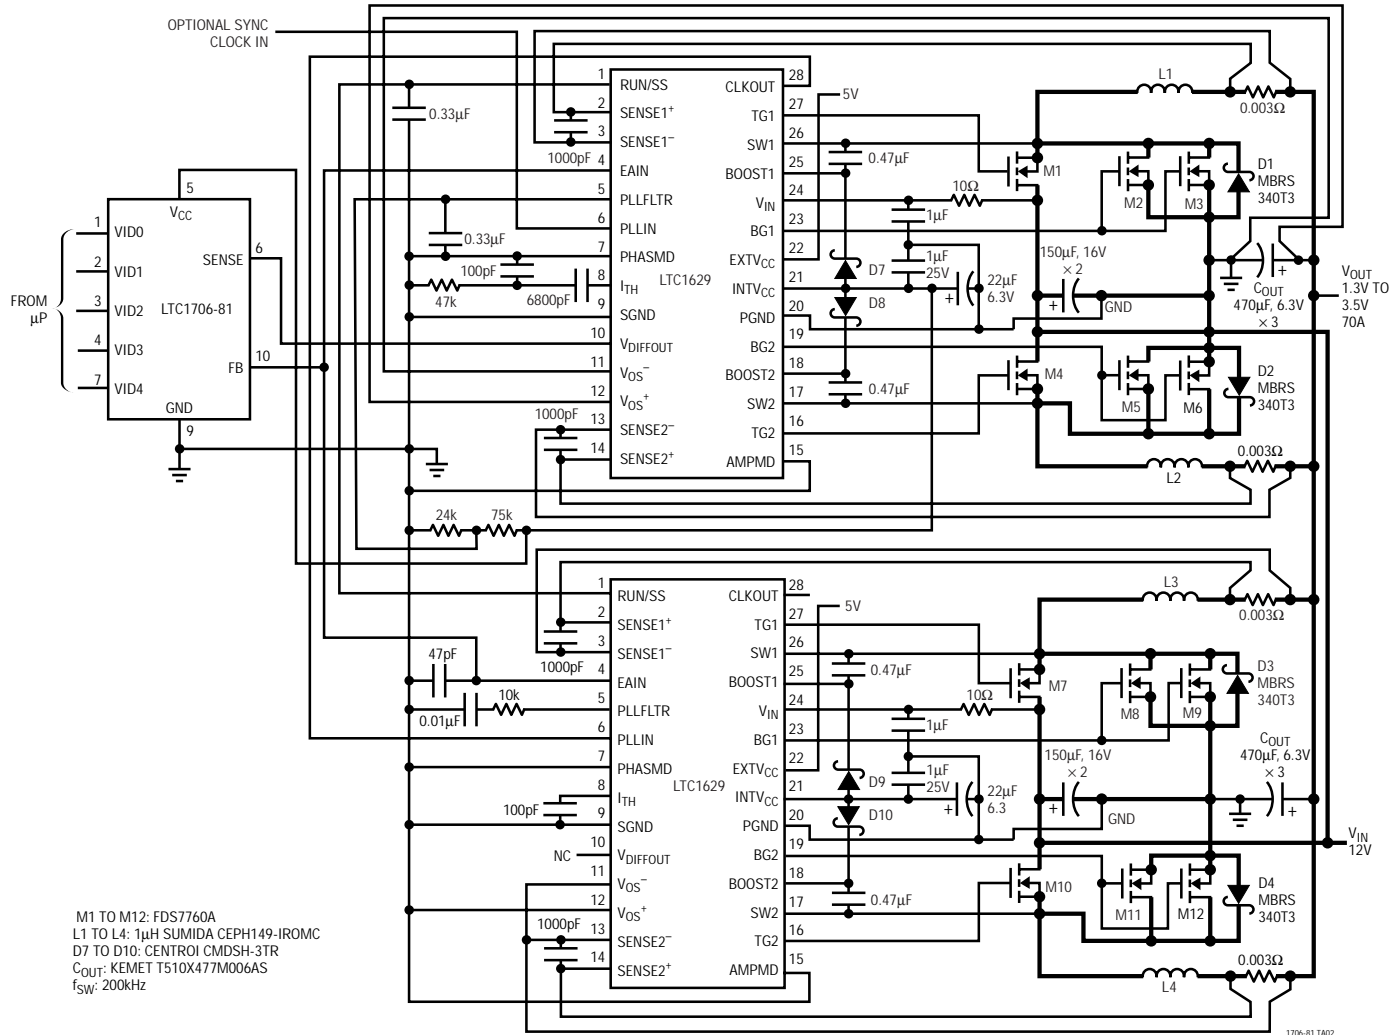 OPTIONAL SYNC
CLOCK IN
0.33µF
1000pF
1 RUN/SS
2 SENSE1+
3 SENSE1−
4 EAIN
5 PLLFLTR
6 PLLIN
7 PHASMD
8 ITH
9 SGND
10 VDIFFOUT
11 VOS−
12 VOS+
13 SENSE2−
14 SENSE2+
LTC1629
28 CLKOUT
27 TG1
26 SW1
25 BOOST1
24 VIN
23 BG1
22 EXTVCC
21 INTVCC
20 PGND
19 BG2
18 BOOST2
17 SW2
16 TG2
15 AMPMD
5V
0.47µF
10Ω
1µF
1µF
25V
D7
D8
22µF
6.3V
0.47µF
L1
0.003Ω
M1
M2
M3
D1
MBRS
340T3
150µF, 16V
× 2
GND
COUT
470µF, 6.3V
× 3
VOUT
1.3V TO
3.5V
70A
M4
M5
M6
D2
MBRS
340T3
L2
0.003Ω
0.33µF
100pF
47k
6800pF
1000pF
FROM
µP
1 VID0
2 VID1
3 VID2
4 VID3
7 VID4
5
VCC
SENSE 6
LTC1706-81
FB 10
GND
9
24k
75k
1 RUN/SS
2 SENSE1+
3 SENSE1−
4 EAIN
5 PLLFLTR
6 PLLIN
7 PHASMD
8 ITH
9 SGND
10 VDIFFOUT
11 VOS−
12 VOS+
13 SENSE2−
14 SENSE2+
LTC1629
28 CLKOUT
27 TG1
26 SW1
25 BOOST1
24 VIN
23 BG1
22 EXTVCC
21 INTVCC
20 PGND
19 BG2
18 BOOST2
17 SW2
16 TG2
15 AMPMD
1000pF
47pF
0.01µF
10k
100pF
NC
1000pF
5V
0.47µF
10Ω
1µF
1µF
25V
D9
D10
22µF
6.3
0.47µF
L3
0.003Ω
M7
M8
M9
D3
MBRS
340T3
150µF, 16V
× 2
GND
COUT
470µF, 6.3V
× 3
VIN
12V
M10
M11
M12
D4
MBRS
340T3
L4
0.003Ω
M1 TO M12: FDS7760A
L1 TO L4: 1µH SUMIDA CEPH149-IROMC
D7 TO D10: CENTROI CMDSH-3TR
COUT: KEMET T510X477M006AS
fSW: 200kHz
1706-81 TA02